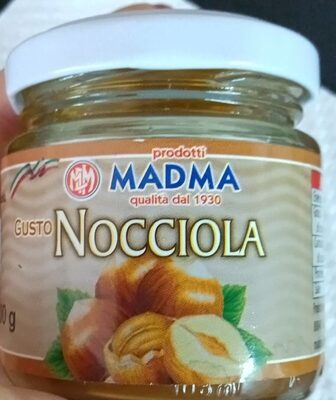 prodotti
MADMA
qualità dal 1930
GUSTO NOCCIOLA